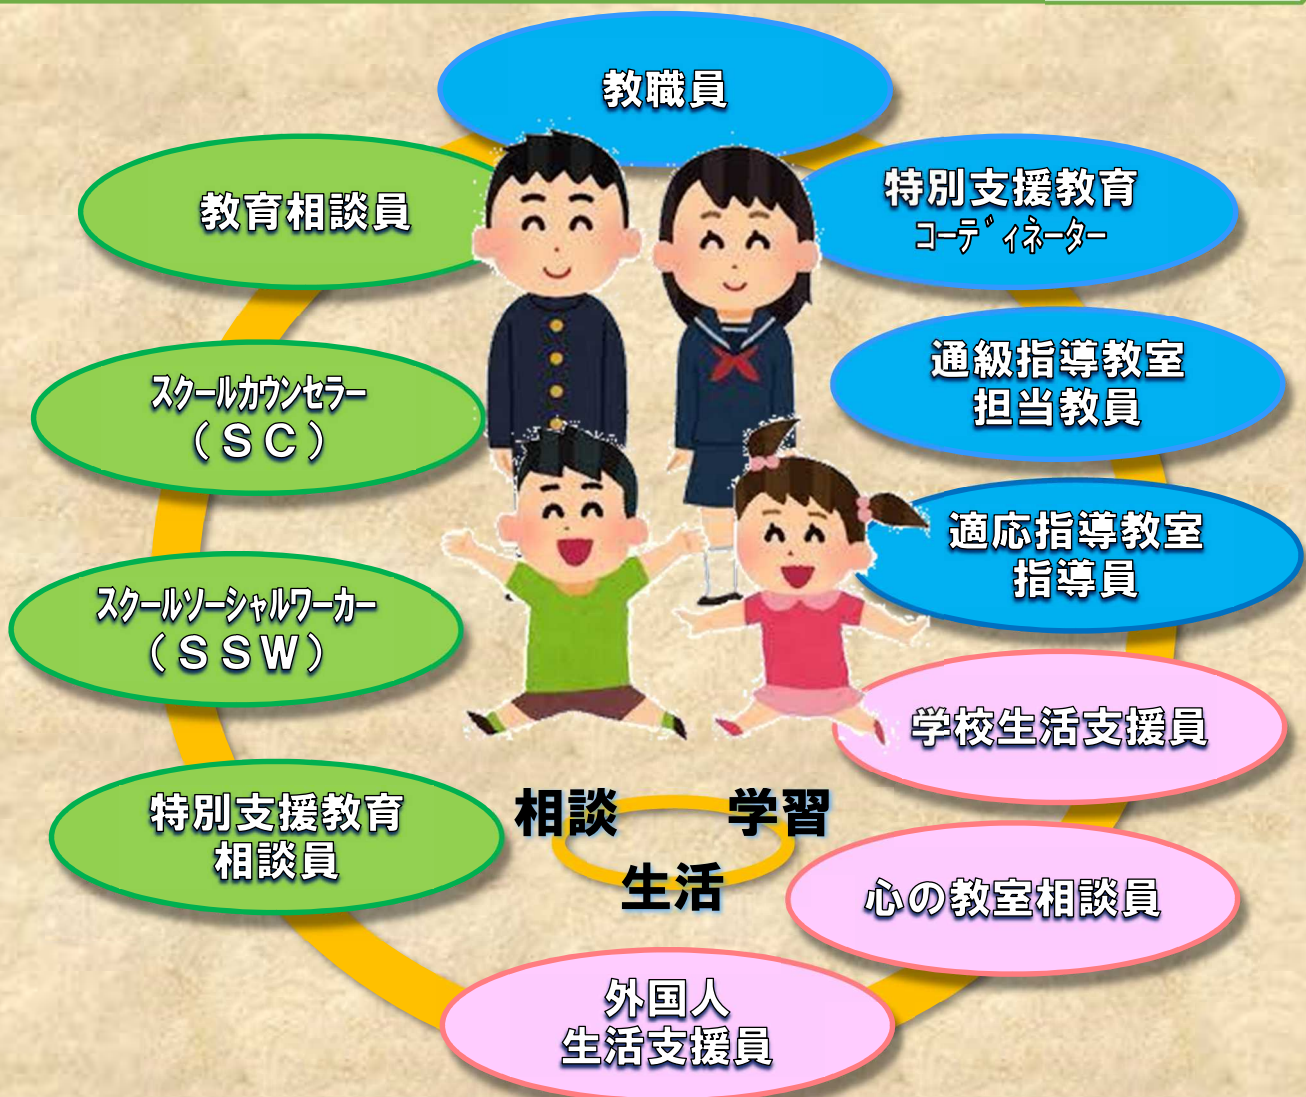 教職員
特別支援教育
コーディネーター
教育相談員
通級指導教室
担当教員
スクールカウンセラー
（ＳＣ）
適応指導教室
指導員
スクールソーシャルワーカー
（ＳＳＷ）
学校生活支援員
特別支援教育
相談員
相談
学習
生活
心の教室相談員
外国人
生活支援員